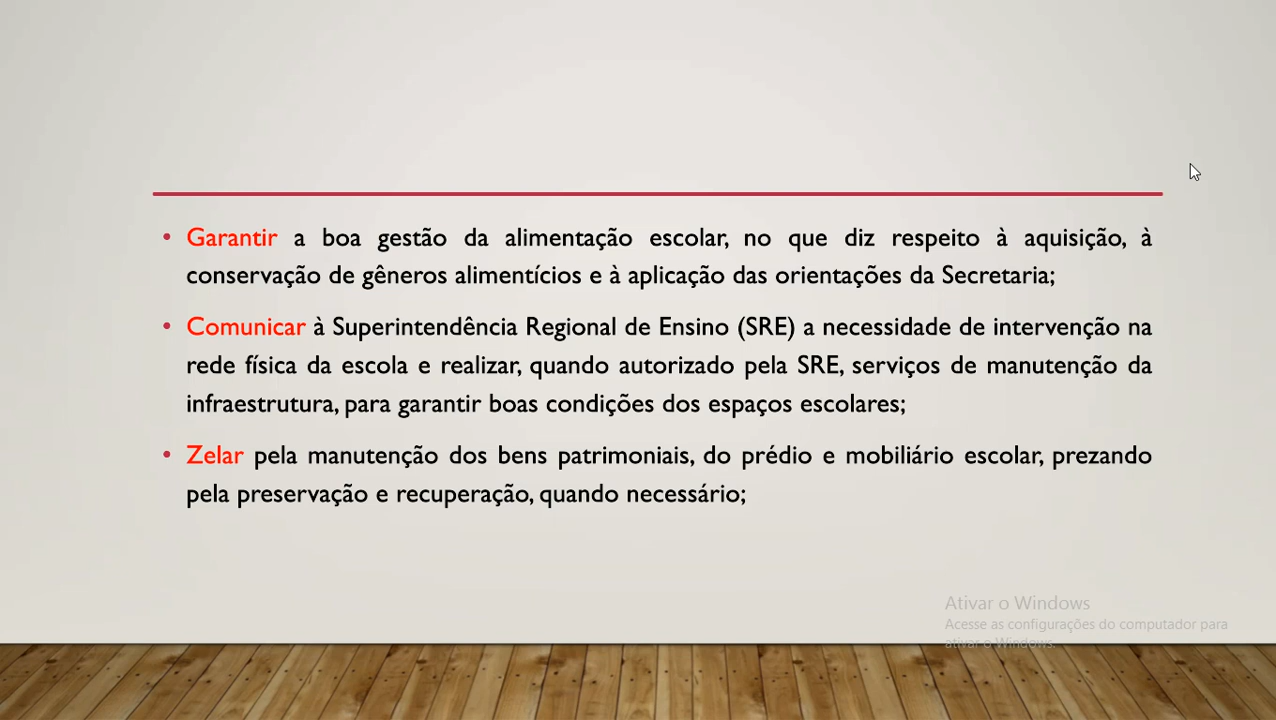 • Garantir a boa gestão da alimentação escolar, no que diz respeito à aquisição, à
conservação de gêneros alimentícios e à aplicação das orientações da Secretaria;
• Comunicar à Superintendência Regional de Ensino (SRE) a necessidade de intervenção na
rede física da escola e realizar, quando autorizado pela SRE, serviços de manutenção da
infraestrutura, para garantir boas condições dos espaços escolares;
• Zelar pela manutenção dos bens patrimoniais, do prédio e mobiliário escolar, prezando
pela preservação e recuperação, quando necessário;
Ativar o Windows
Acesse as configurações do computador para
ativar o Windows.